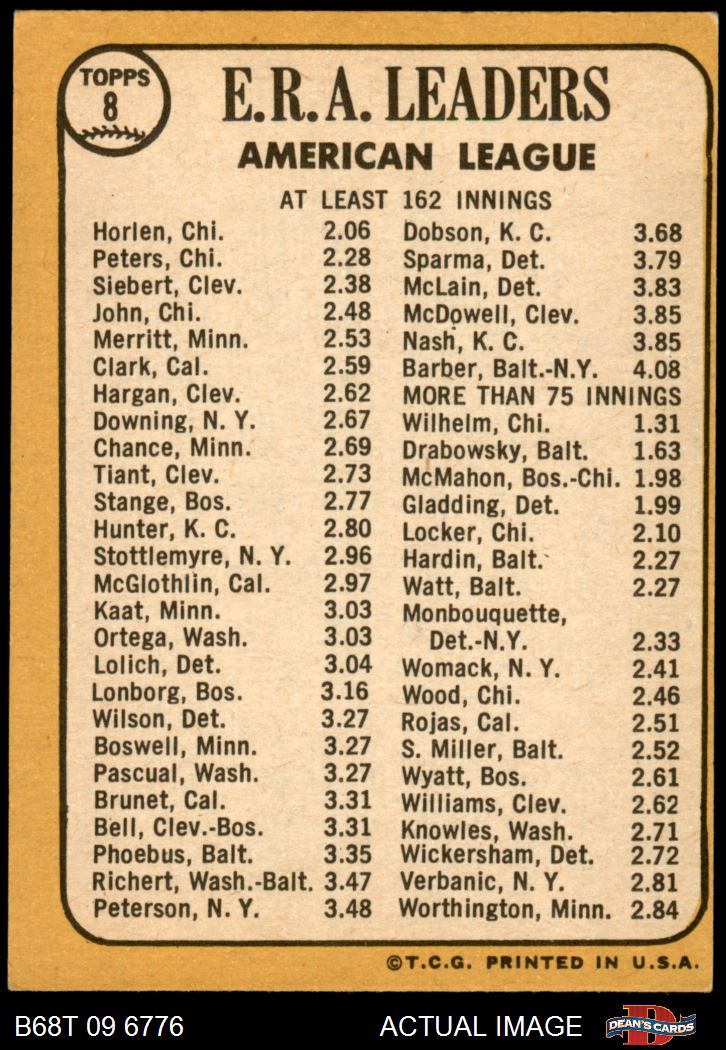 TOPPS
8
E.R.A. LEADERS
AMERICAN LEAGUE
AT LEAST 162 INNINGS
Horlen, Chi. 2.06
Peters, Chi. 2.28
Siebert, Clev. 2.38
John, Chi. 2.48
Merritt, Minn. 2.53
Clark, Cal. 2.59
Hargan, Clev. 2.62
Downing, N. Y. 2.67
Chance, Minn. 2.69
Tiant, Clev. 2.73
Stange, Bos. 2.77
Hunter, K. C. 2.80
Stottlemyre, N. Y. 2.96
McGlothlin, Cal. 2.97
Kaat, Minn. 3.03
Ortega, Wash. 3.03
Lolich, Det. 3.04
Lonborg, Bos. 3.16
Wilson, Det. 3.27
Boswell, Minn. 3.27
Pascual, Wash. 3.27
Brunet, Cal. 3.31
Bell, Clev.-Bos. 3.31
Phoebus, Balt. 3.35
Richert, Wash.-Balt. 3.47
Peterson, N. Y. 3.48
Dobson, K. C. 3.68
Sparma, Det. 3.79
McLain, Det. 3.83
McDowell, Clev. 3.85
Nash, K. C. 3.85
Barber, Balt.-N.Y. 4.08
MORE THAN 75 INNINGS
Wilhelm, Chi. 1.31
Drabowsky, Balt. 1.63
McMahon, Bos.-Chi. 1.98
Gladding, Det. 1.99
Locker, Chi. 2.10
Hardin, Balt. 2.27
Watt, Balt. 2.27
Monbouquette,
Det.-N.Y. 2.33
Womack, N. Y. 2.41
Wood, Chi. 2.46
Rojas, Cal. 2.51
S. Miller, Balt. 2.52
Wyatt, Bos. 2.61
Williams, Clev. 2.62
Knowles, Wash. 2.71
Wickersham, Det. 2.72
Verbanic, N. Y. 2.81
Worthington, Minn. 2.84
©T.C.G. PRINTED IN U.S.A.
B68T 09 6776
ACTUAL IMAGE
D
DEAN'S CARDS